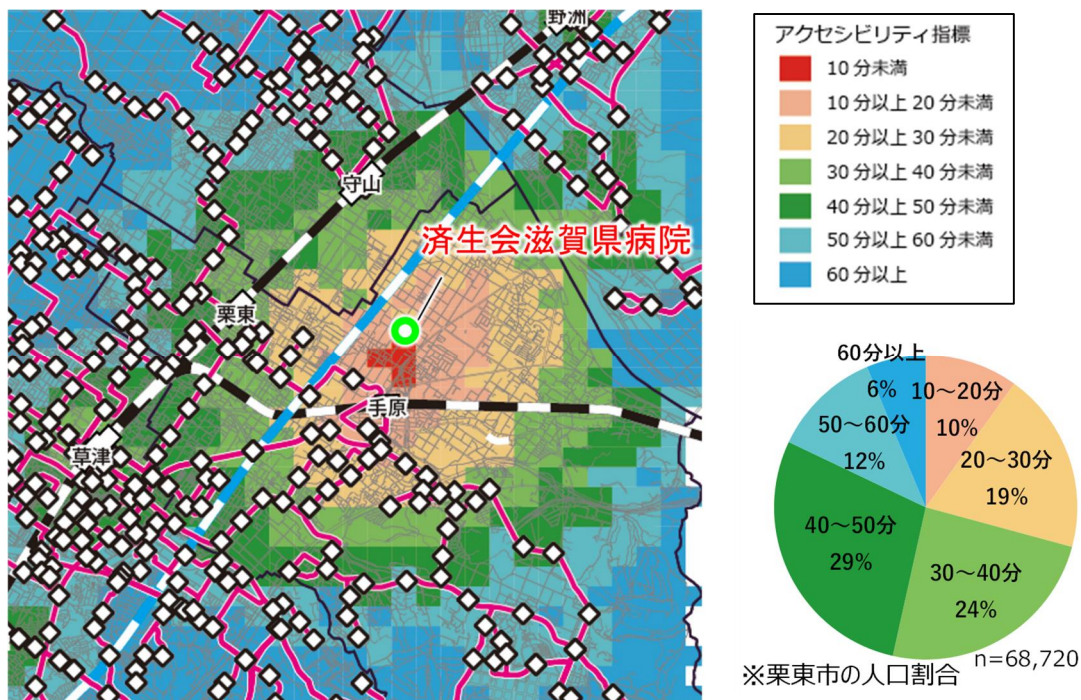 野洲
守山
済生会滋賀県病院
栗東
手原
草津
アクセシビリティ指標
10分未満
10分以上20分未満
20分以上30分未満
30分以上40分未満
40分以上50分未満
50分以上60分未満
60分以上
60分以上
6%
10～20分
10%
50～60分
12%
20～30分
19%
40～50分
29%
30～40分
24%
n=68,720
※栗東市の人口割合